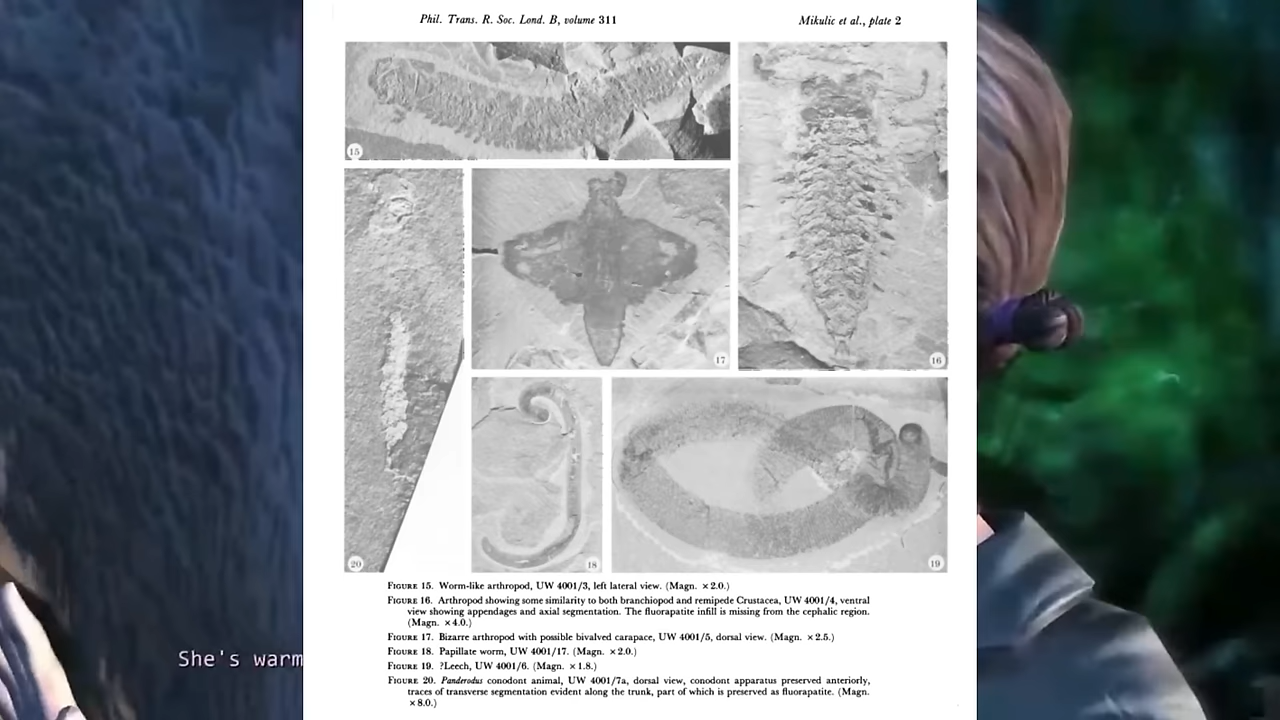 Phil. Trans. R. Soc. Lond. B, volume 311
Mikulic et al., plate 2
15
16
17
20
18
19
She's warm
FIGURE 15. Worm-like arthropod, UW 4001/3, left lateral view. (Magn. ×2.0.)
FIGURE 16. Arthropod showing some similarity to both branchiopod and remipede Crustacea, UW 4001/4, ventral
view showing appendages and axial segmentation. The fluorapatite infill is missing from the cephalic region.
(Magn. ×4.0.)
FIGURE 17. Bizarre arthropod with possible bivalved carapace, UW 4001/5, dorsal view. (Magn. ×2.5.)
FIGURE 18. Papillate worm, UW 4001/17. (Magn. ×2.0.)
FIGURE 19. ?Leech, UW 4001/6. (Magn. ×1.8.)
FIGURE 20. Panderodus conodont animal, UW 4001/7a, dorsal view, conodont apparatus preserved anteriorly,
traces of transverse segmentation evident along the trunk, part of which is preserved as fluorapatite. (Magn.
×8.0.)